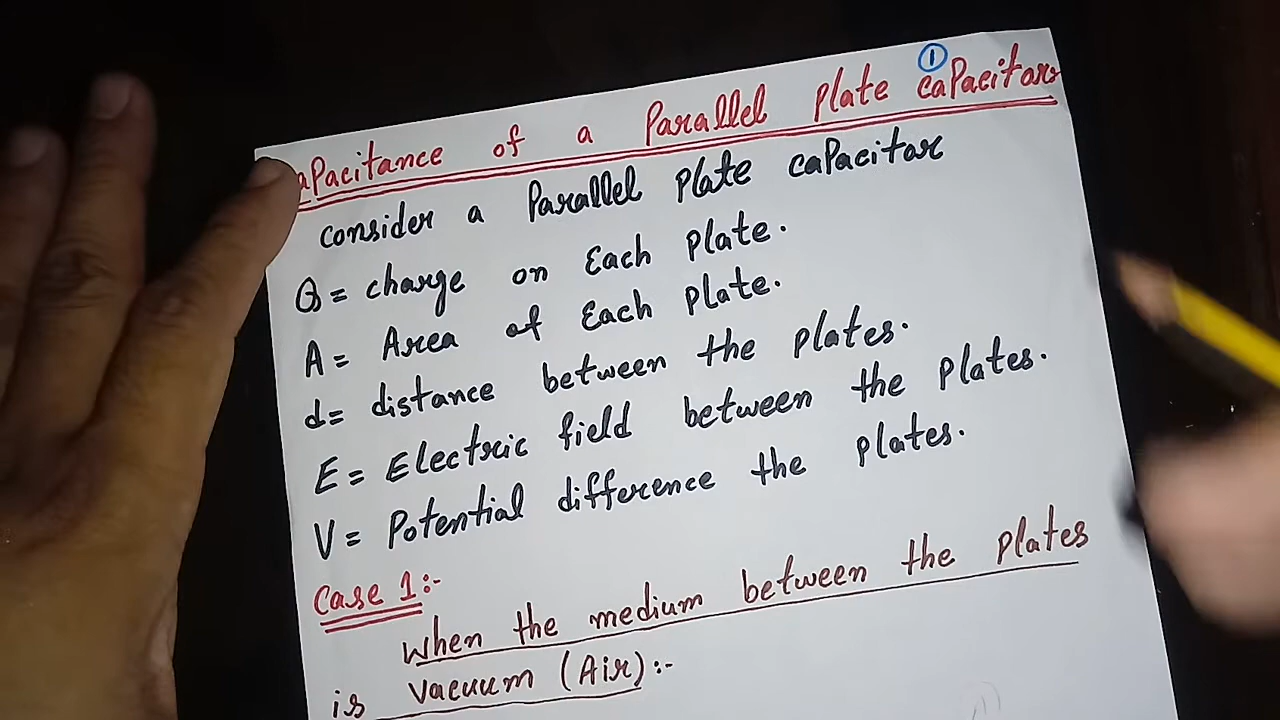 ①
apacitance of a Parallel plate capacitor
consider a Parallel plate capacitor
Q = charge on Each plate.
A = Area of Each plate.
d = distance between the plates.
E = Electric field between the plates.
V = Potential difference the plates.
Case 1:-
When the medium between the plates
is vacuum (Air):-